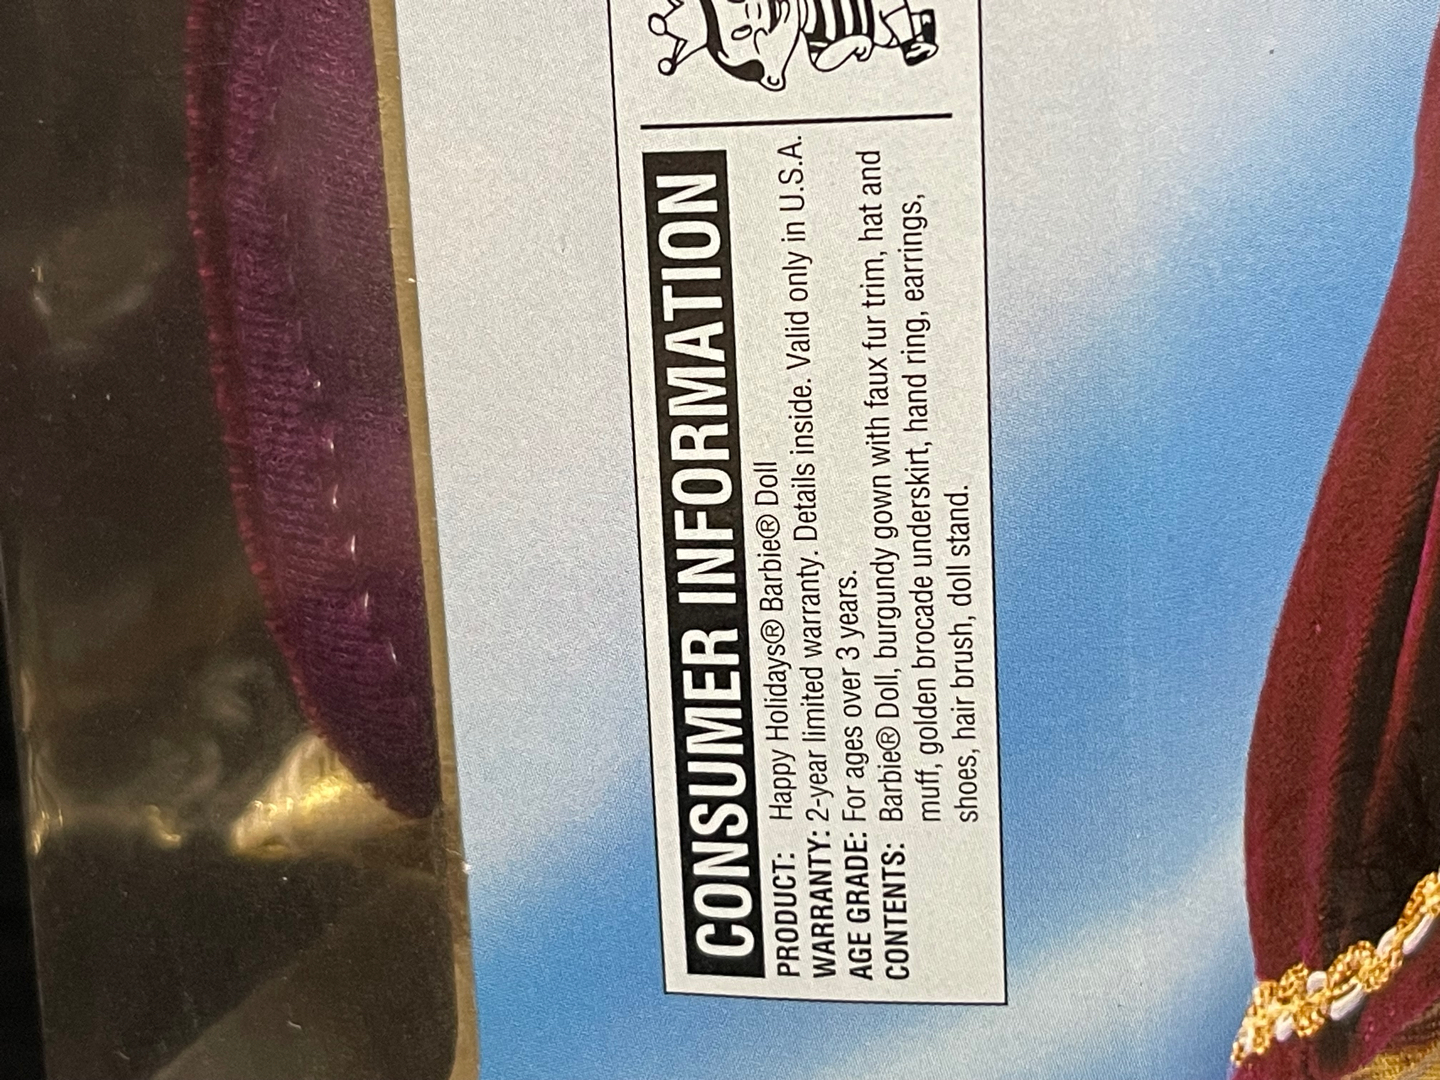 CONSUMER INFORMATION
PRODUCT: Happy Holidays® Barbie® Doll
WARRANTY: 2-year limited warranty. Details inside. Valid only in U.S.A.
AGE GRADE: For ages over 3 years.
CONTENTS: Barbie® Doll, burgundy gown with faux fur trim, hat and
muff, golden brocade underskirt, hand ring, earrings,
shoes, hair brush, doll stand.